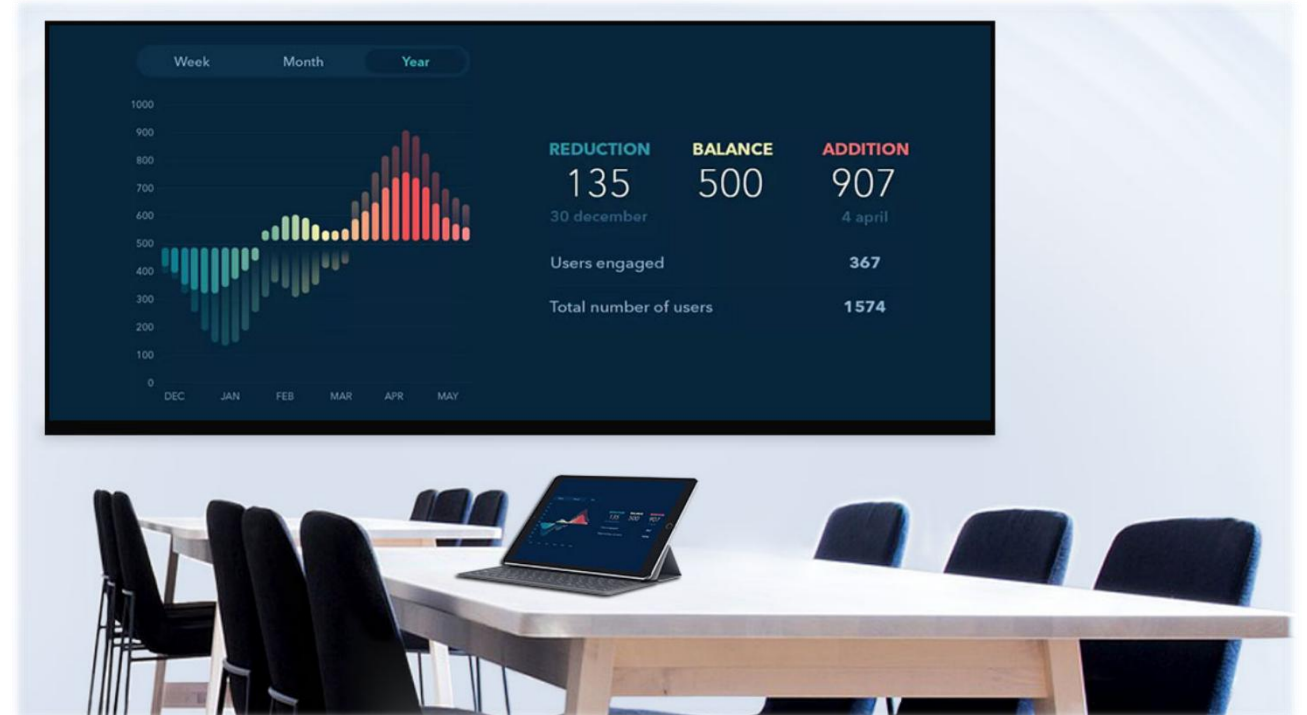 Week Month Year
1000
900
800
700
600
500
400
300
200
100
0
DEC JAN FEB MAR APR MAY
REDUCTION BALANCE ADDITION
135 500 907
30 december 4 april
Users engaged 367
Total number of users 1574